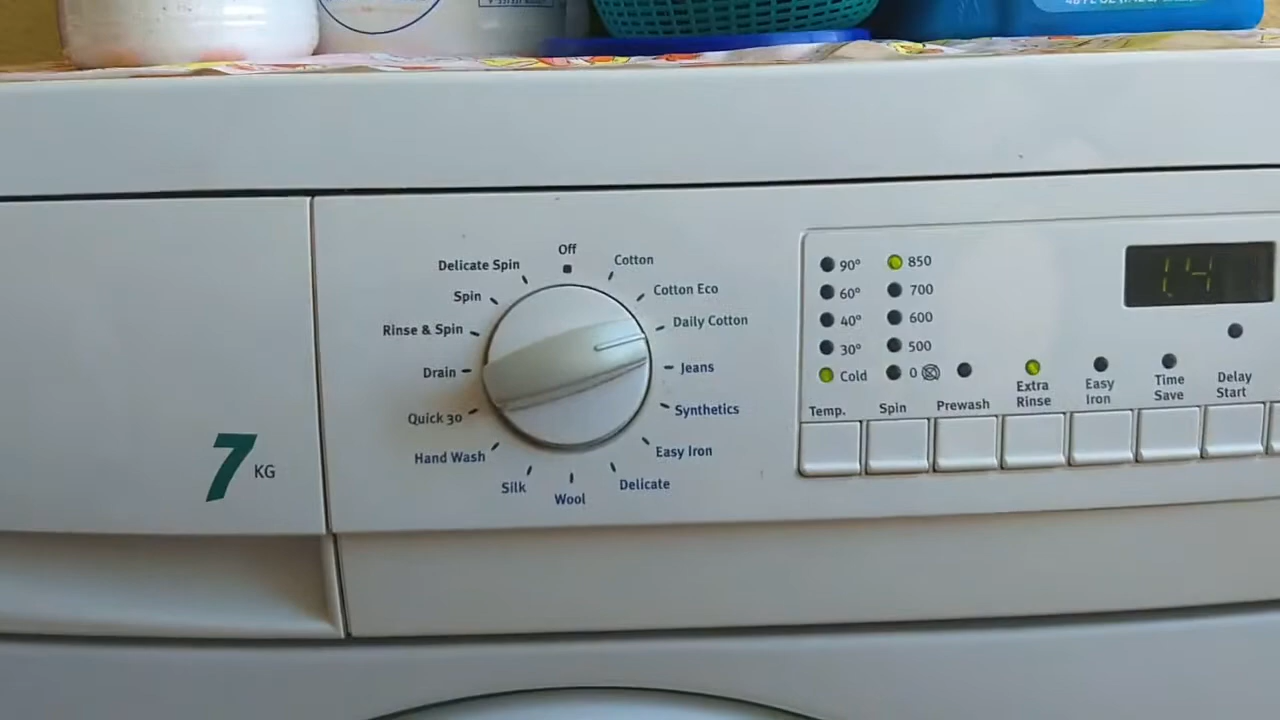 Off
Cotton
Cotton Eco
Daily Cotton
Jeans
Synthetics
Easy Iron
Delicate
Wool
Silk
Hand Wash
Quick 30
Drain
Rinse & Spin
Spin
Delicate Spin
7 KG
90°
60°
40°
30°
Cold
Temp.
850
700
600
500
0
Spin
Prewash
Extra
Rinse
Easy
Iron
Time
Save
Delay
Start